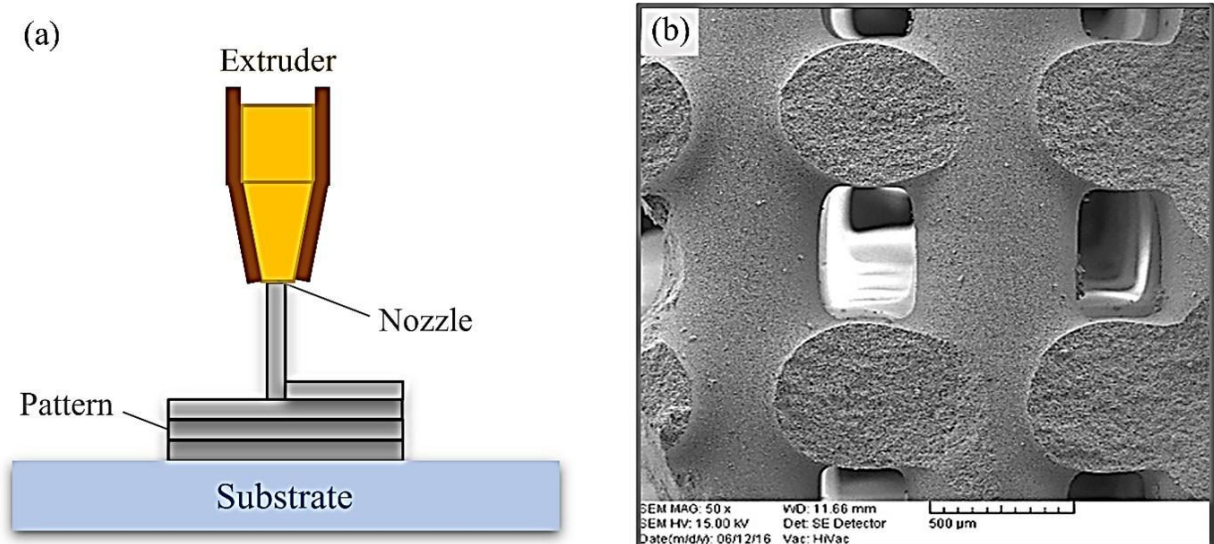 (a)
Extruder
Nozzle
Pattern
Substrate
(b)
SEM MAG: 50 x WD: 11.66 mm
SEM HV: 15.00 kV Det: SE Detector 500 µm
Date(m/d/y): 06/12/16 Vac: HiVac